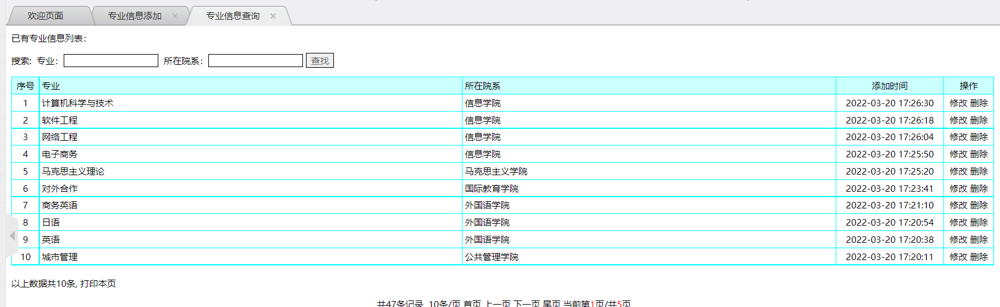 欢迎页面 专业信息添加 × 专业信息查询 ×
已有专业信息列表:
搜索: 专业: 所在院系: 查找
序号 专业 所在院系 添加时间 操作
1 计算机科学与技术 信息学院 2022-03-20 17:26:30 修改 删除
2 软件工程 信息学院 2022-03-20 17:26:18 修改 删除
3 网络工程 信息学院 2022-03-20 17:26:04 修改 删除
4 电子商务 信息学院 2022-03-20 17:25:50 修改 删除
5 马克思主义理论 马克思主义学院 2022-03-20 17:25:20 修改 删除
6 对外合作 国际教育学院 2022-03-20 17:23:41 修改 删除
7 商务英语 外国语学院 2022-03-20 17:21:10 修改 删除
8 日语 外国语学院 2022-03-20 17:20:54 修改 删除
9 英语 外国语学院 2022-03-20 17:20:38 修改 删除
10 城市管理 公共管理学院 2022-03-20 17:20:11 修改 删除
以上数据共10条, 打印本页
共47条记录 10条/页 首页 上一页 下一页 尾页 当前第1页/共5页